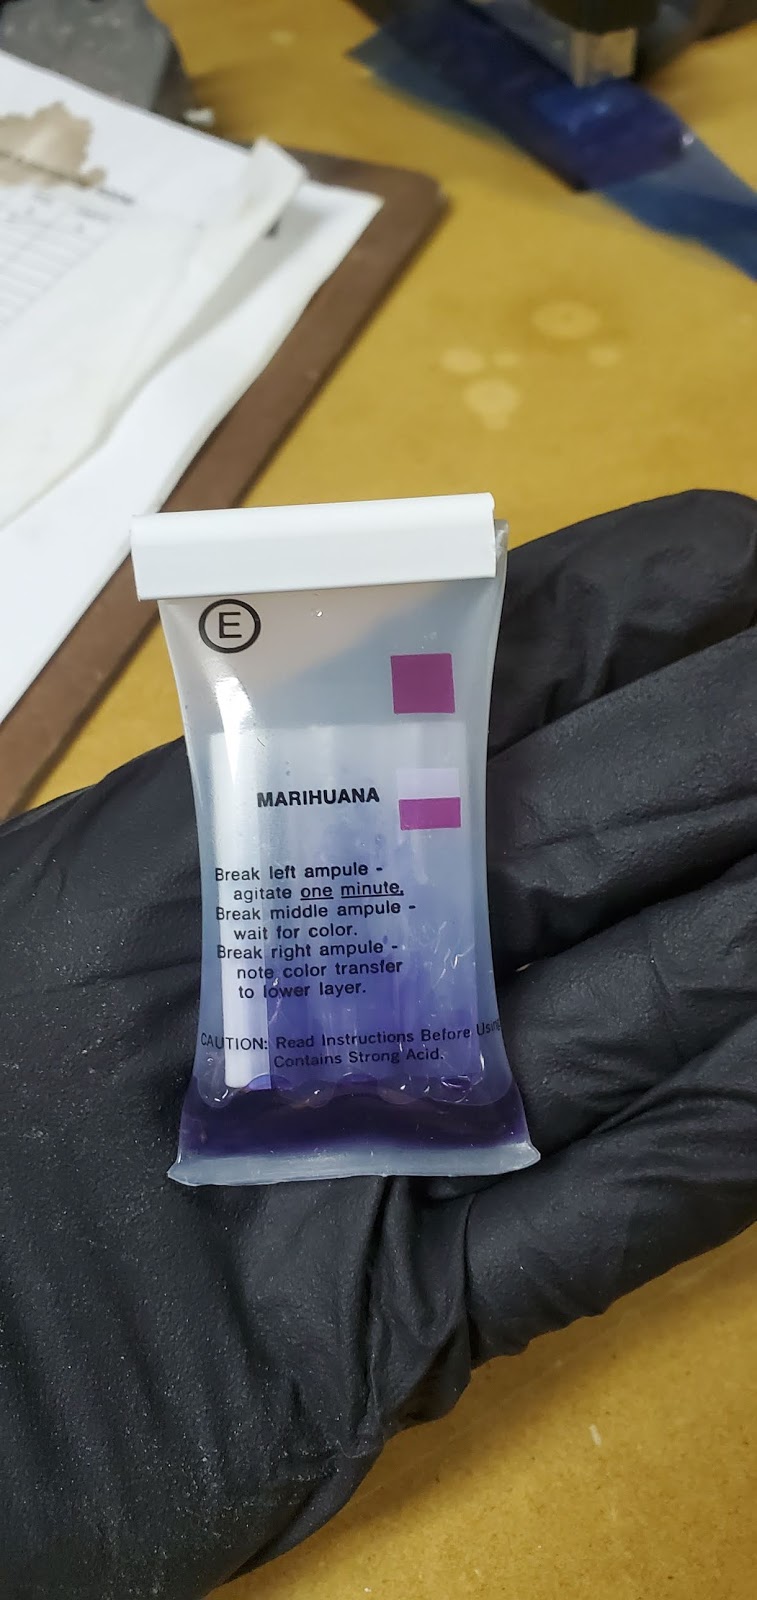 E
MARIHUANA
Break left ampule -
agitate one minute.
Break middle ampule -
wait for color.
Break right ampule -
note color transfer
to lower layer.
CAUTION: Read Instructions Before Using
Contains Strong Acid.